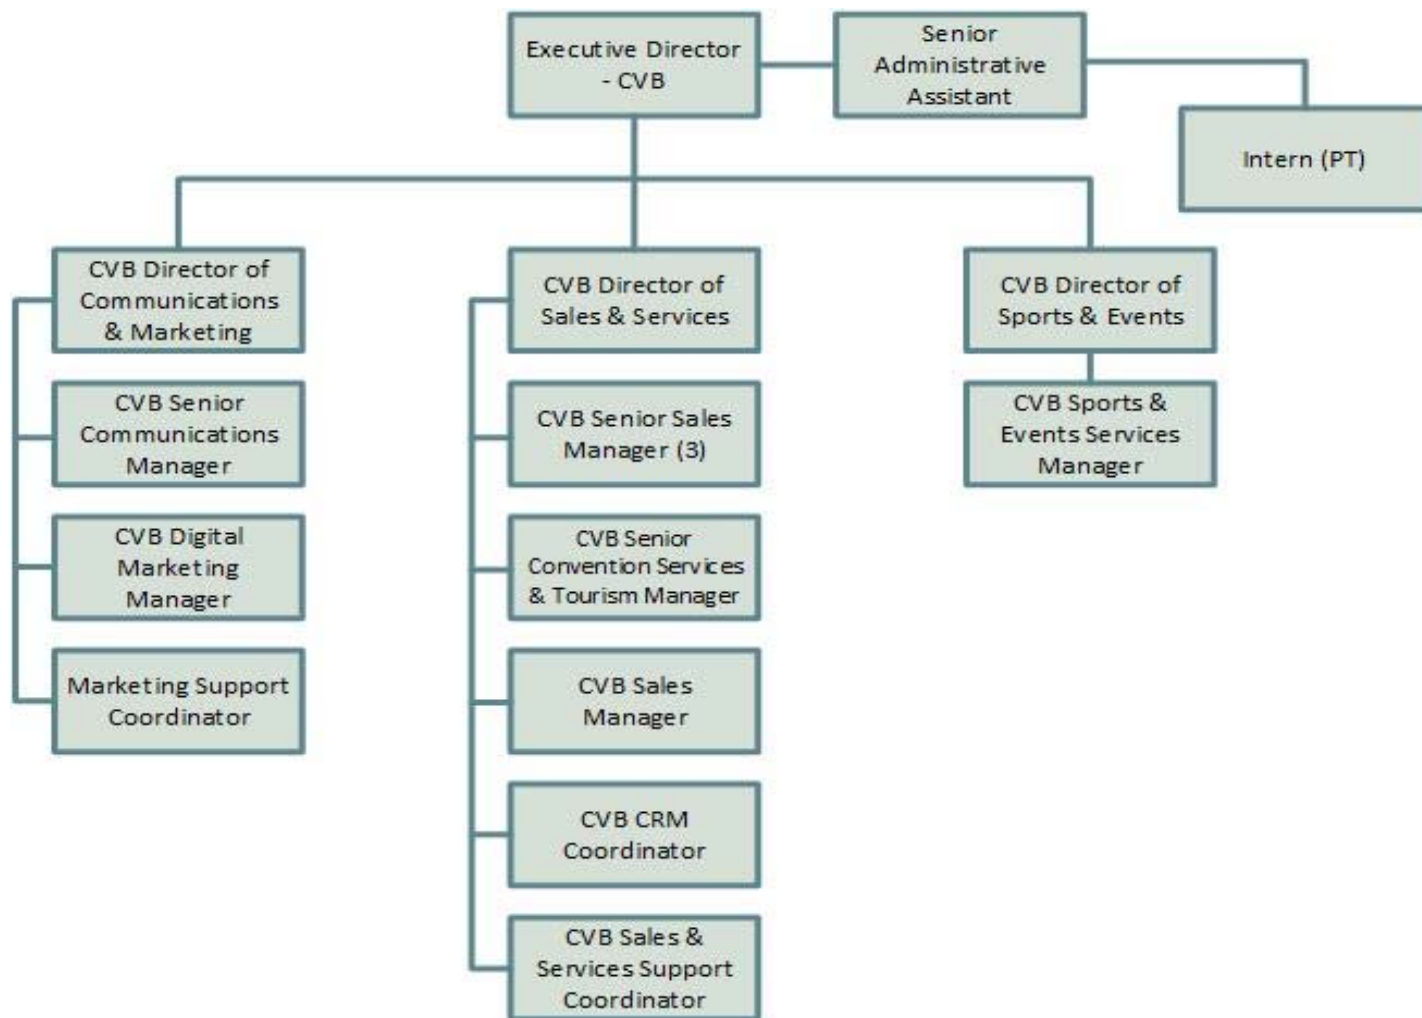 Executive Director
- CVB
Senior
Administrative
Assistant
Intern (PT)
CVB Director of
Communications
& Marketing
CVB Senior
Communications
Manager
CVB Digital
Marketing
Manager
Marketing Support
Coordinator
CVB Director of
Sales & Services
CVB Senior Sales
Manager (3)
CVB Senior
Convention Services
& Tourism Manager
CVB Sales
Manager
CVB CRM
Coordinator
CVB Sales &
Services Support
Coordinator
CVB Director of
Sports & Events
CVB Sports &
Events Services
Manager